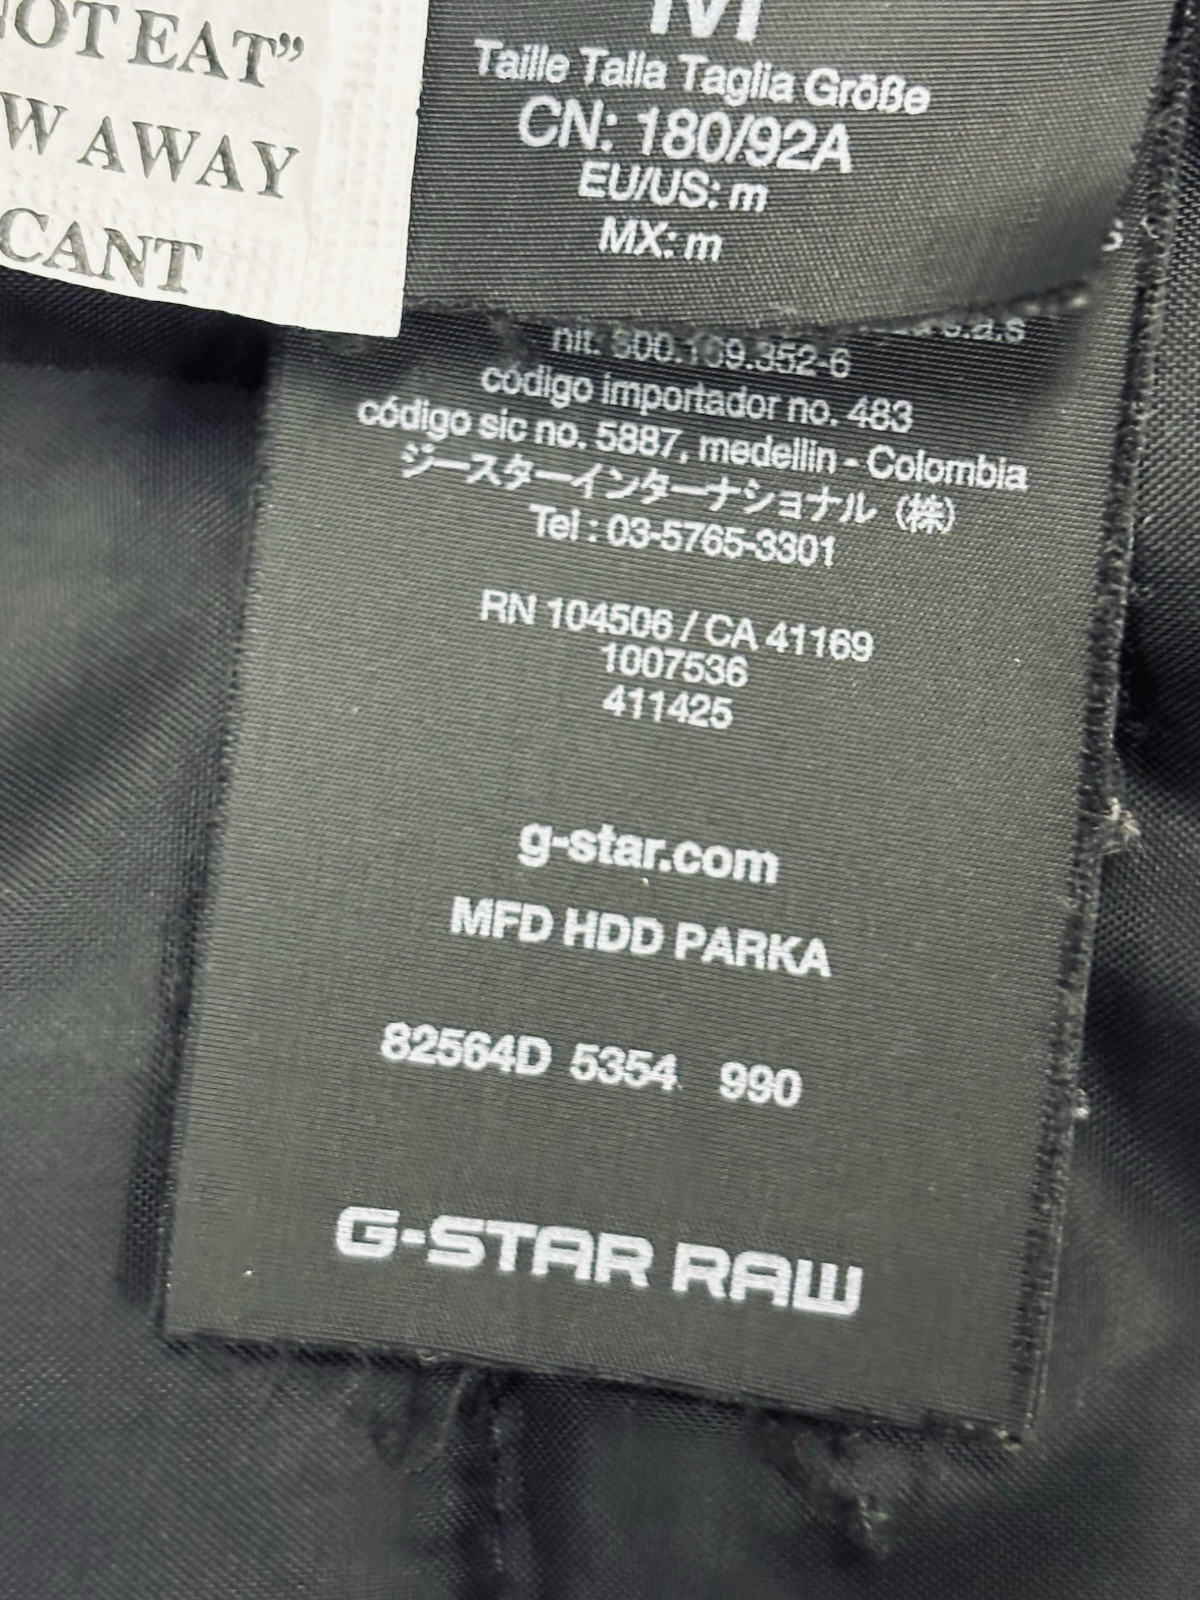 NOT EAT”
W AWAY
CANT
M
Taille Talla Taglia Größe
CN: 180/92A
EU/US: m
MX: m
s.a.s
nit. 800.169.352-6
código importador no. 483
código sic no. 5887, medellin - Colombia
ジースターインターナショナル（株）
Tel : 03-5765-3301
RN 104506 / CA 41169
1007536
411425
g-star.com
MFD HDD PARKA
82564D 5354 990
G-STAR RAW